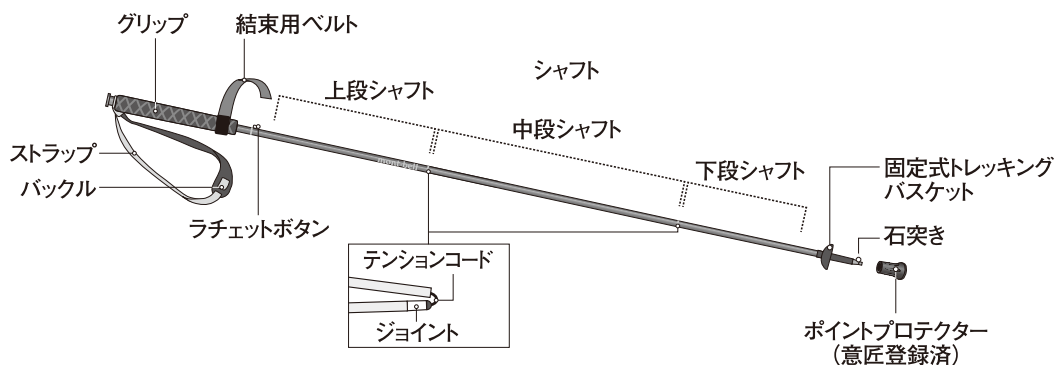 グリップ
結束用ベルト
シャフト
上段シャフト
中段シャフト
下段シャフト
ストラップ
バックル
ラチェットボタン
固定式トレッキング
バスケット
石突き
テンションコード
ジョイント
ポイントプロテクター
（意匠登録済）
mont-bell